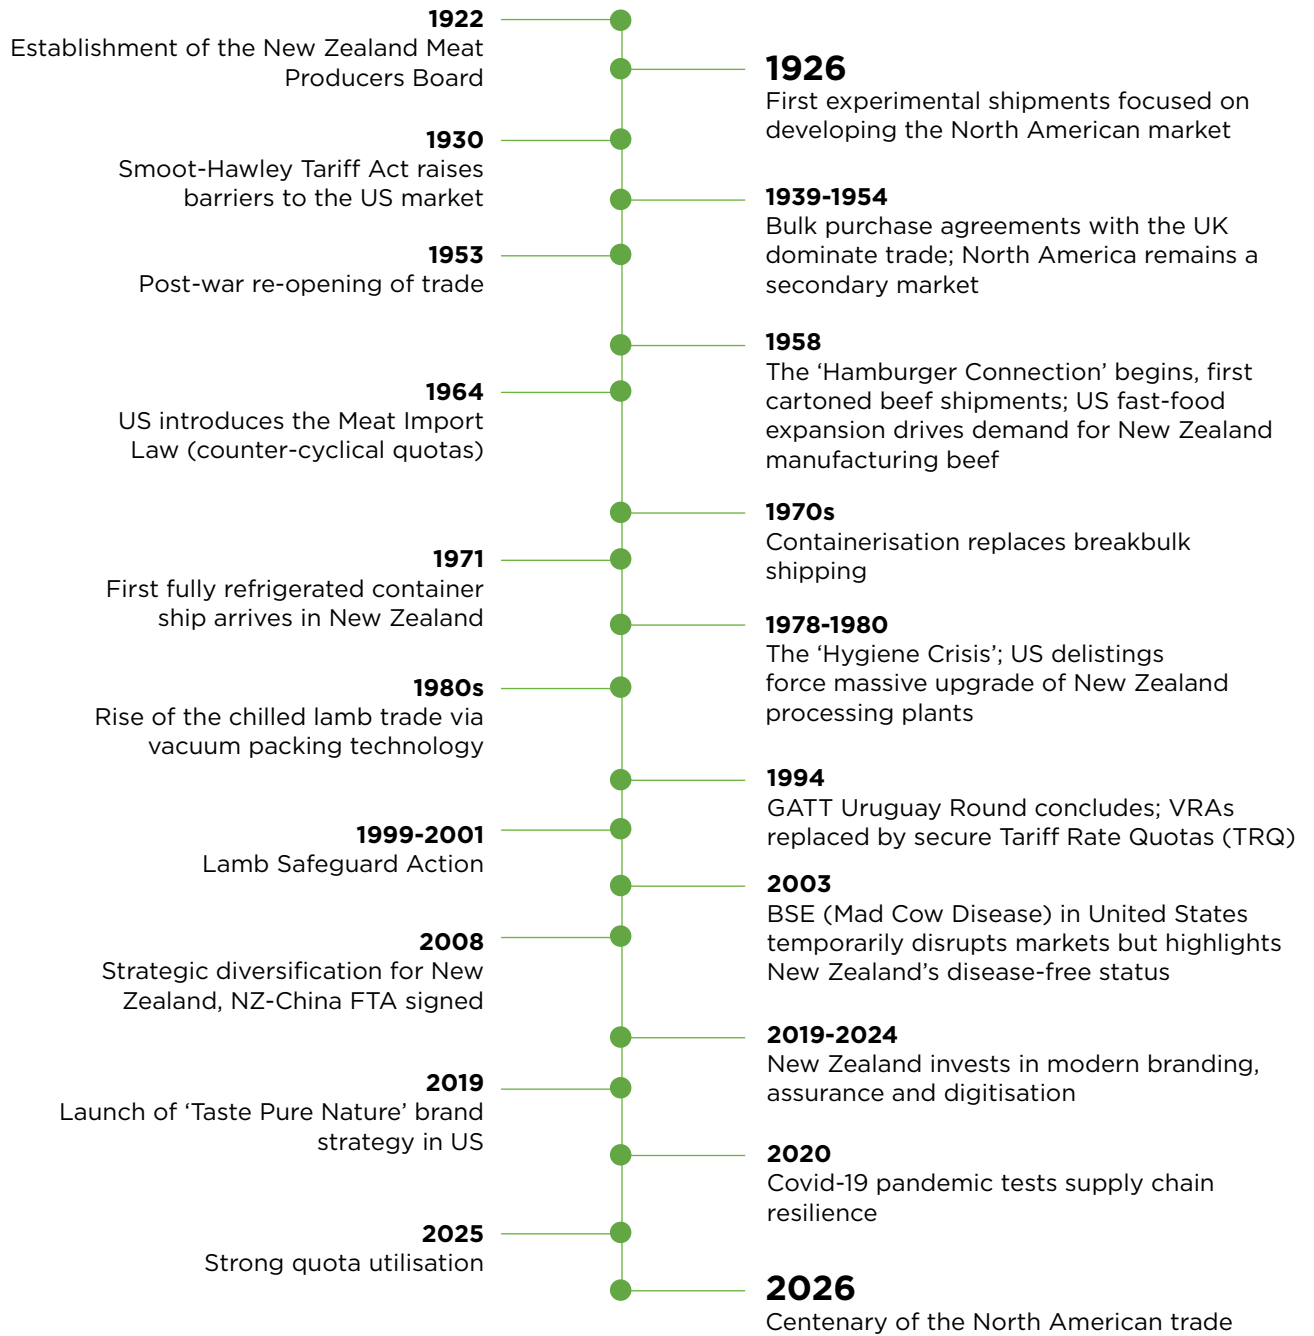 1922
Establishment of the New Zealand Meat
Producers Board
1926
First experimental shipments focused on
developing the North American market
1930
Smoot-Hawley Tariff Act raises
barriers to the US market
1939-1954
Bulk purchase agreements with the UK
dominate trade; North America remains a
secondary market
1953
Post-war re-opening of trade
1958
The ‘Hamburger Connection’ begins, first
cartoned beef shipments; US fast-food
expansion drives demand for New Zealand
manufacturing beef
1964
US introduces the Meat Import
Law (counter-cyclical quotas)
1970s
Containerisation replaces breakbulk
shipping
1971
First fully refrigerated container
ship arrives in New Zealand
1978-1980
The ‘Hygiene Crisis’; US delistings
force massive upgrade of New Zealand
processing plants
1980s
Rise of the chilled lamb trade via
vacuum packing technology
1994
GATT Uruguay Round concludes; VRAs
replaced by secure Tariff Rate Quotas (TRQ)
1999-2001
Lamb Safeguard Action
2003
BSE (Mad Cow Disease) in United States
temporarily disrupts markets but highlights
New Zealand’s disease-free status
2008
Strategic diversification for New
Zealand, NZ-China FTA signed
2019-2024
New Zealand invests in modern branding,
assurance and digitisation
2019
Launch of ‘Taste Pure Nature’ brand
strategy in US
2020
Covid-19 pandemic tests supply chain
resilience
2025
Strong quota utilisation
2026
Centenary of the North American trade